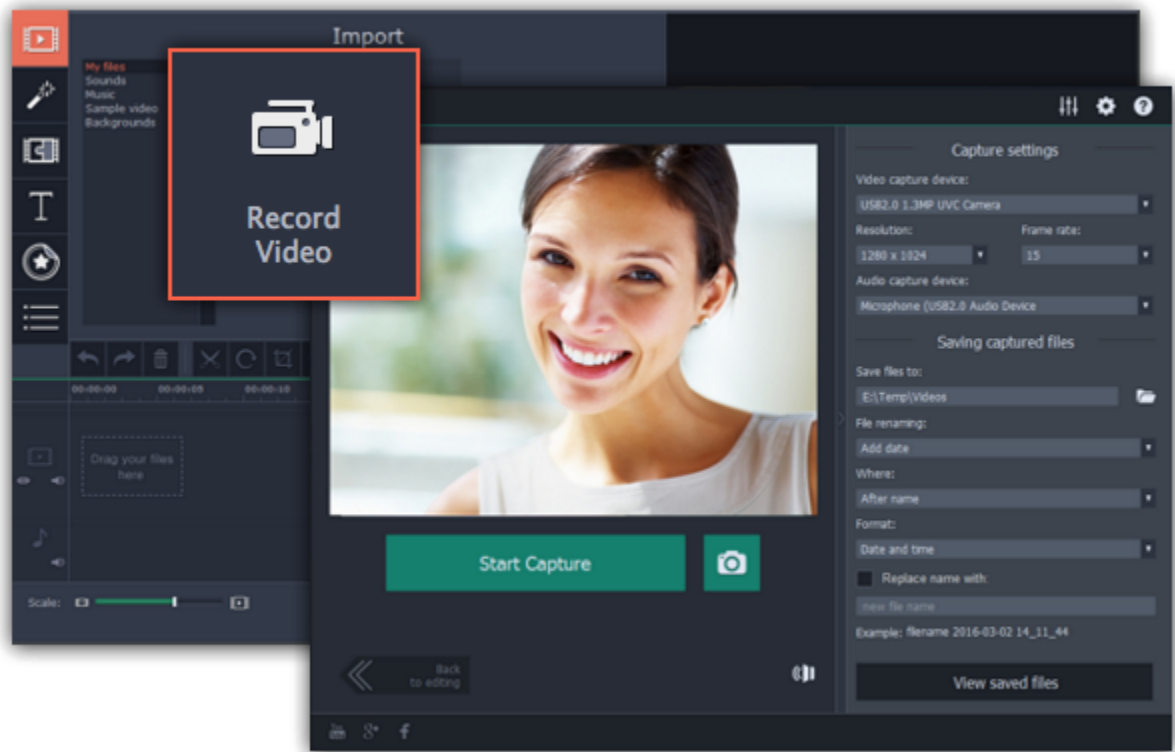 Import
My files
Sounds
Music
Sample video
Backgrounds
Record
Video
T
00:00:00 00:00:05 00:00:10
Drag your files
here
Scale:
Capture settings
Video capture device:
USB2.0 1.3MP UVC Camera
Resolution: Frame rate:
1280 x 1024 15
Audio capture device:
Microphone (USB2.0 Audio Device
Saving captured files
Save files to:
E:\Temp\Videos
File renaming:
Add date
Where:
After name
Format:
Date and time
Replace name with:
new file name
Example: filename 2016-03-02 14_11_44
View saved files
Start Capture
Back
to editing
You Tube g+ f